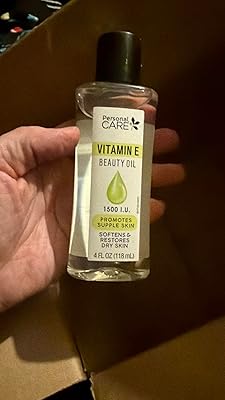 Personal
CARE
VITAMIN E
BEAUTY OIL
1500 I.U.
PROMOTES
SUPPLE SKIN
SOFTENS &
RESTORES
DRY SKIN
4 FL OZ (118 mL)